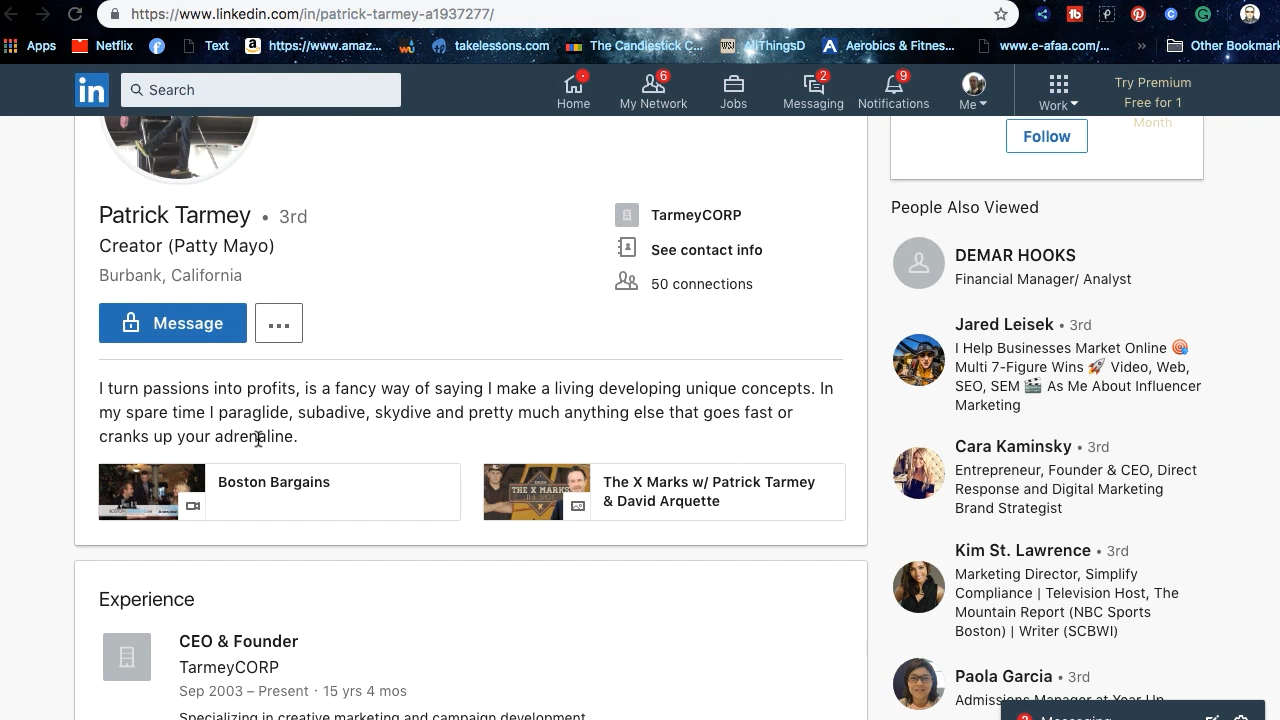 https://www.linkedin.com/in/patrick-tarmey-a1937277/
Apps Netflix Text https://www.amaz... takelessons.com The Candlestick C... WSJ AllThingsD Aerobics & Fitnes... www.e-afaa.com/... » Other Bookmark
in Search Home 6 My Network Jobs 2 Messaging 9 Notifications Me Work Try Premium
Free for 1
Month
Follow
Patrick Tarmey • 3rd
Creator (Patty Mayo)
Burbank, California
TarmeyCORP
See contact info
50 connections
Message ...
I turn passions into profits, is a fancy way of saying I make a living developing unique concepts. In
my spare time I paraglide, subadive, skydive and pretty much anything else that goes fast or
cranks up your adrenaline.
Boston Bargains
The X Marks w/ Patrick Tarmey
& David Arquette
THE X MARKS
Experience
CEO & Founder
TarmeyCORP
Sep 2003 – Present · 15 yrs 4 mos
Specializing in creative marketing and campaign development
People Also Viewed
DEMAR HOOKS
Financial Manager/ Analyst
Jared Leisek • 3rd
I Help Businesses Market Online 🎯
Multi 7-Figure Wins 🚀 Video, Web,
SEO, SEM 🎬 As Me About Influencer
Marketing
Cara Kaminsky • 3rd
Entrepreneur, Founder & CEO, Direct
Response and Digital Marketing
Brand Strategist
Kim St. Lawrence • 3rd
Marketing Director, Simplify
Compliance | Television Host, The
Mountain Report (NBC Sports
Boston) | Writer (SCBWI)
Paola Garcia • 3rd
Admissions Manager at Year Up
2 Messaging